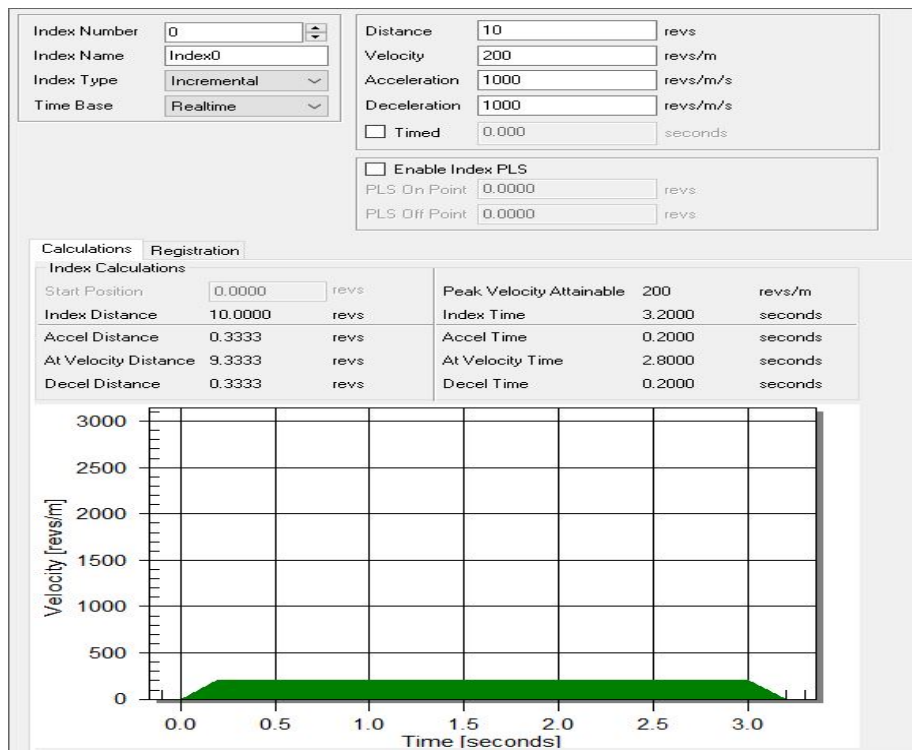 Index Number 0
Index Name Index0
Index Type Incremental
Time Base Realtime
Distance 10 revs
Velocity 200 revs/m
Acceleration 1000 revs/m/s
Deceleration 1000 revs/m/s
Timed 0.000 seconds
Enable Index PLS
PLS On Point 0.0000 revs
PLS Off Point 0.0000 revs
Calculations Registration
Index Calculations
Start Position 0.0000 revs
Index Distance 10.0000 revs
Accel Distance 0.3333 revs
At Velocity Distance 9.3333 revs
Decel Distance 0.3333 revs
Peak Velocity Attainable 200 revs/m
Index Time 3.2000 seconds
Accel Time 0.2000 seconds
At Velocity Time 2.8000 seconds
Decel Time 0.2000 seconds
Velocity [revs/m]
3000
2500
2000
1500
1000
500
0
0.0 0.5 1.0 1.5 2.0 2.5 3.0
Time [seconds]